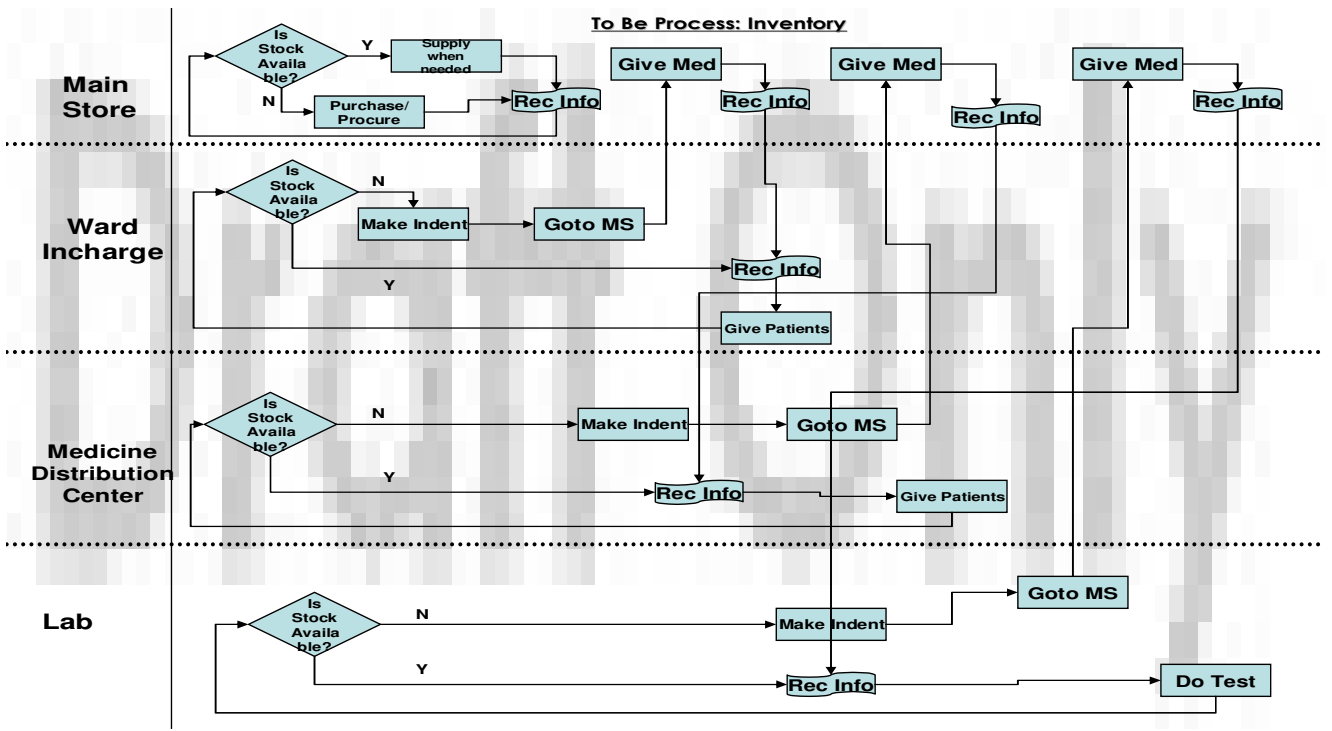 To Be Process: Inventory
Main
Store
Is
Stock
Availa
ble?
Y
Supply
when
needed
N
Purchase/
Procure
Rec Info
Give Med
Rec Info
Give Med
Rec Info
Give Med
Rec Info
Ward
Incharge
Is
Stock
Availa
ble?
N
Make Indent
Goto MS
Y
Rec Info
Give Patients
Medicine
Distribution
Center
Is
Stock
Availa
ble?
N
Make Indent
Goto MS
Y
Rec Info
Give Patients
Lab
Is
Stock
Availa
ble?
N
Make Indent
Goto MS
Y
Rec Info
Do Test